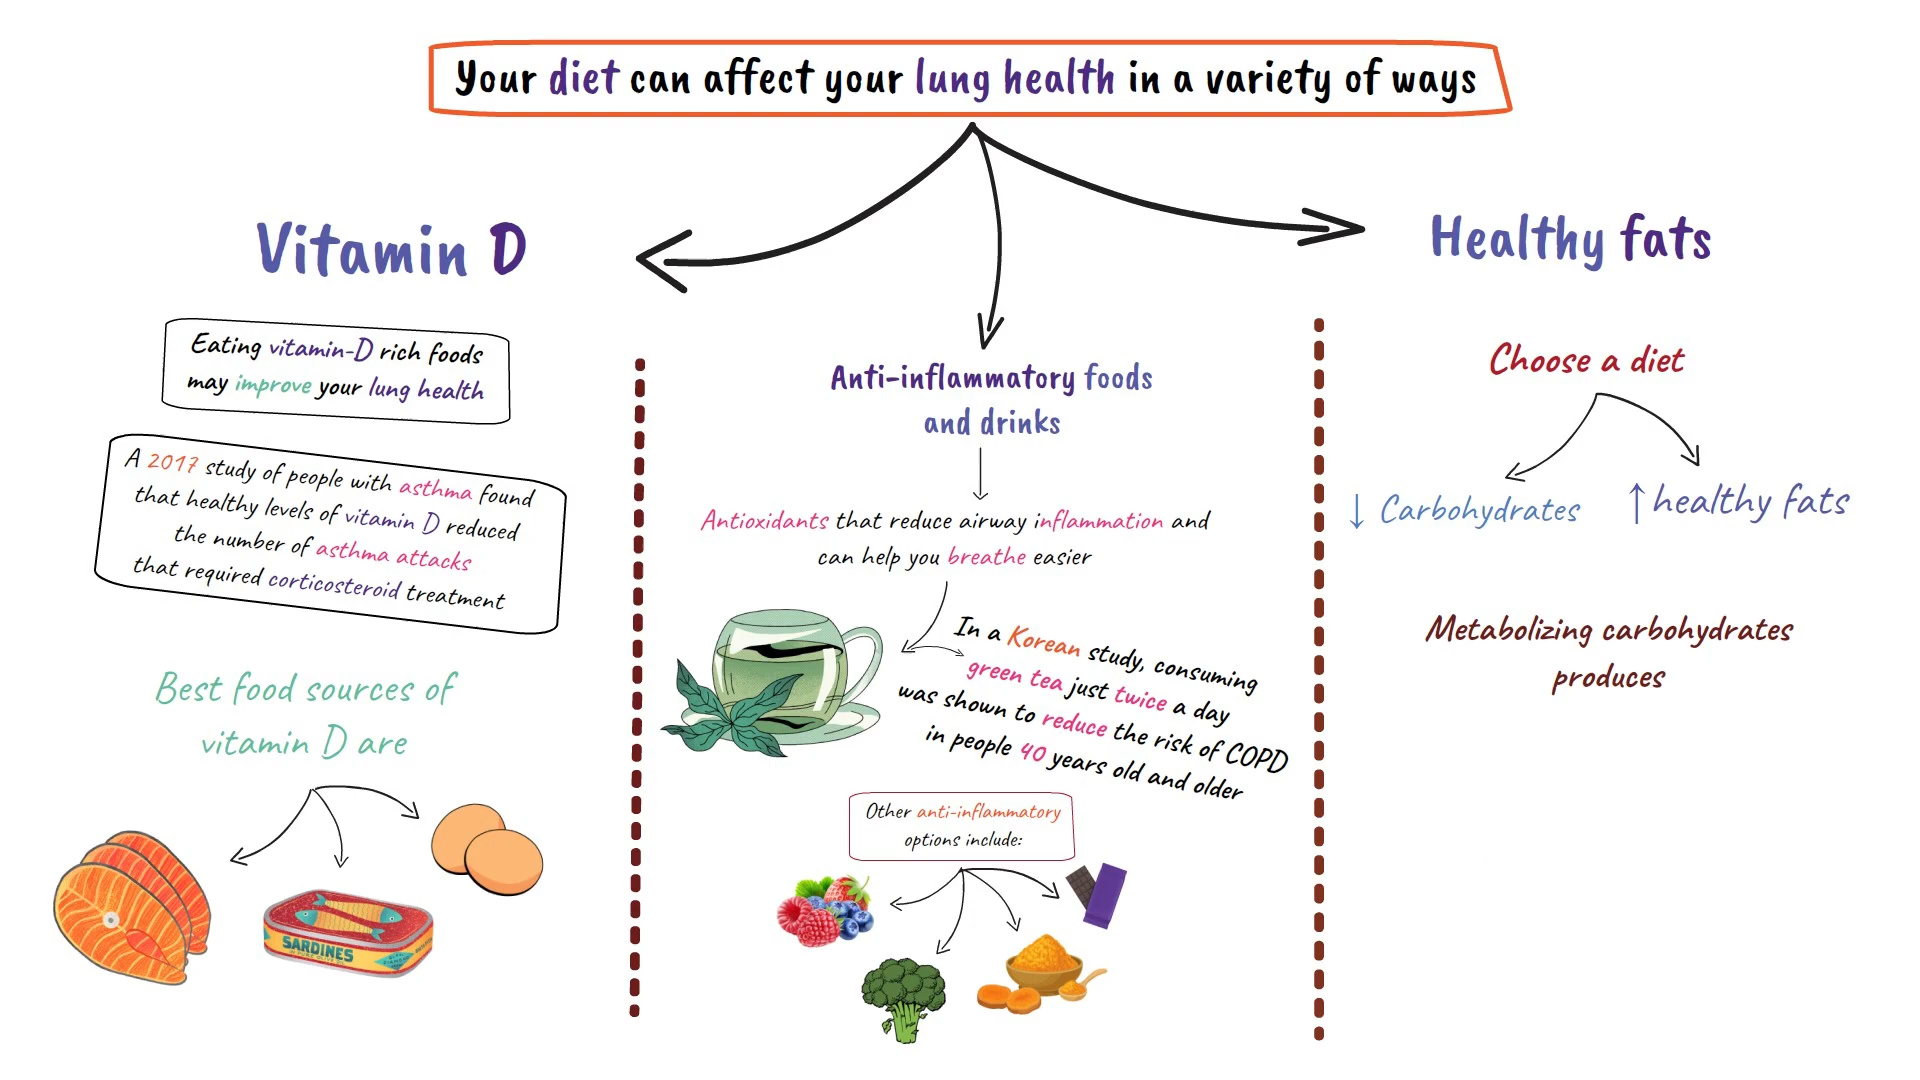 Your diet can affect your lung health in a variety of ways
Vitamin D
Eating vitamin-D rich foods
may improve your lung health
A 2017 study of people with asthma found
that healthy levels of vitamin D reduced
the number of asthma attacks
that required corticosteroid treatment
Best food sources of
vitamin D are
SARDINES
Anti-inflammatory foods
and drinks
Antioxidants that reduce airway inflammation and
can help you breathe easier
In a Korean study, consuming
green tea just twice a day
was shown to reduce the risk of COPD
in people 40 years old and older
Other anti-inflammatory
options include:
Healthy fats
Choose a diet
↓ Carbohydrates
↑ healthy fats
Metabolizing carbohydrates
produces